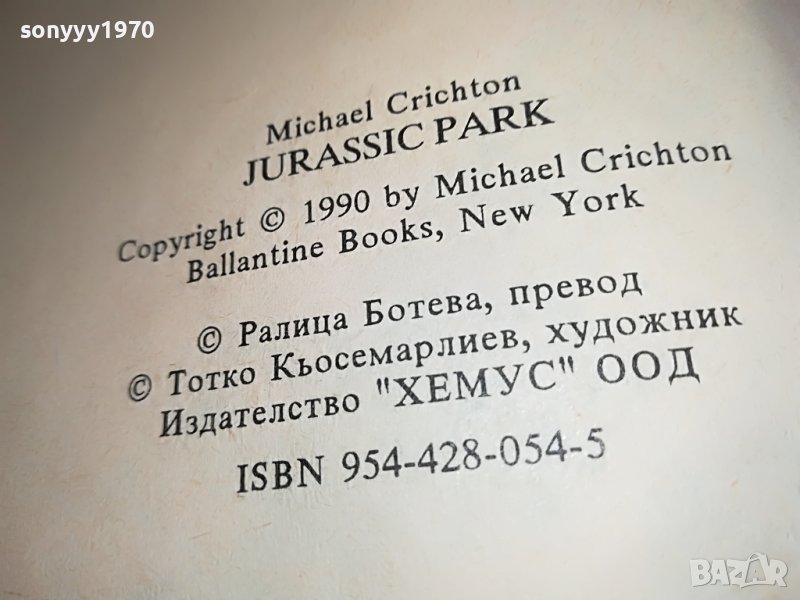 sonyyy1970
Michael Crichton
JURASSIC PARK
Copyright © 1990 by Michael Crichton
Ballantine Books, New York
© Ралица Ботева, превод
© Тотко Кьосемарлиев, художник
Издателство "ХЕМУС" ООД
ISBN 954-428-054-5
BAZAR